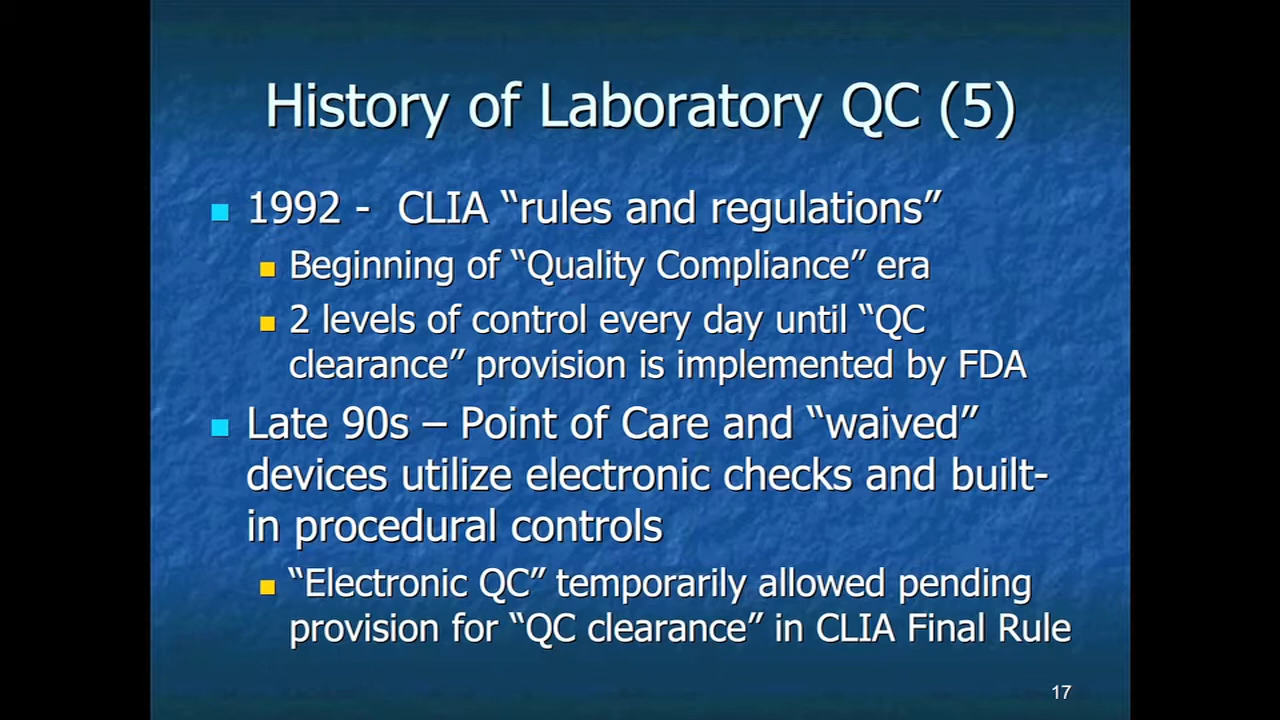 History of Laboratory QC (5)
1992 - CLIA “rules and regulations”
Beginning of “Quality Compliance” era
2 levels of control every day until “QC
clearance” provision is implemented by FDA
Late 90s – Point of Care and “waived”
devices utilize electronic checks and built-
in procedural controls
“Electronic QC” temporarily allowed pending
provision for “QC clearance” in CLIA Final Rule
17